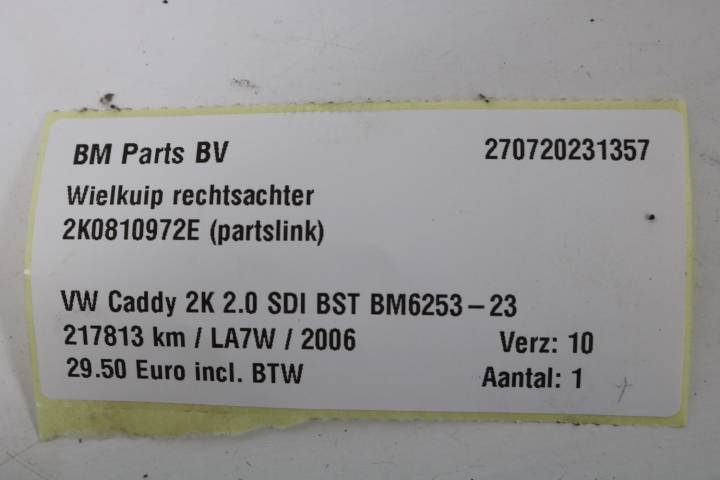 BM Parts BV 270720231357
Wielkuip rechtsachter
2K0810972E (partslink)
VW Caddy 2K 2.0 SDI BST BM6253-23
217813 km / LA7W / 2006 Verz: 10
29.50 Euro incl. BTW Aantal: 1